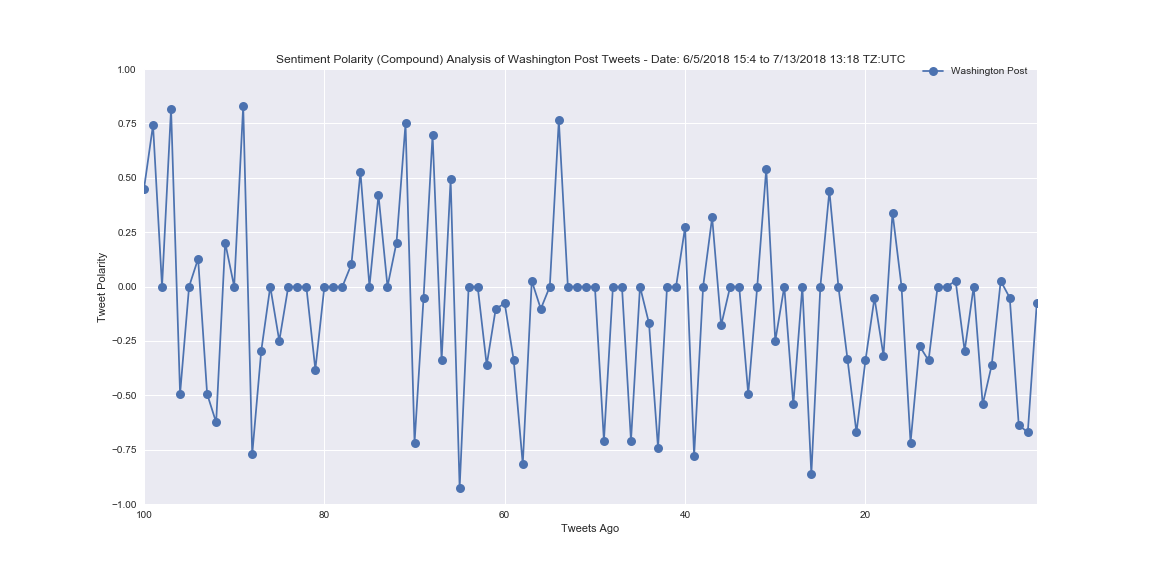 Sentiment Polarity (Compound) Analysis of Washington Post Tweets - Date: 6/5/2018 15:4 to 7/13/2018 13:18 TZ:UTC
Washington Post
1.00
0.75
0.50
0.25
0.00
−0.25
−0.50
−0.75
−1.00
Tweet Polarity
100 80 60 40 20
Tweets Ago